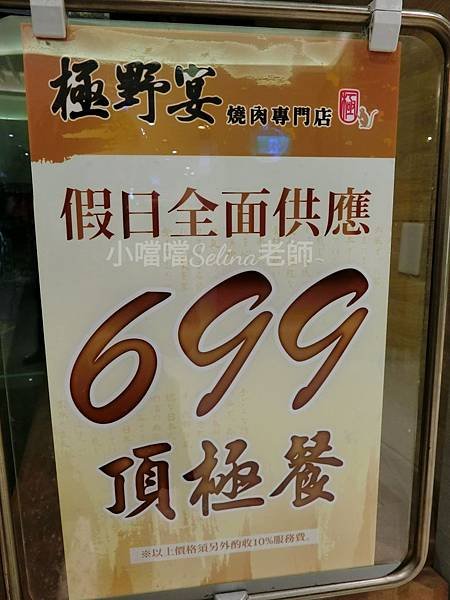 極野宴 燒肉專門店
假日全面供應
小噹噹Selina老師~
699
頂極餐
※以上價格須另外酌收10%服務費。